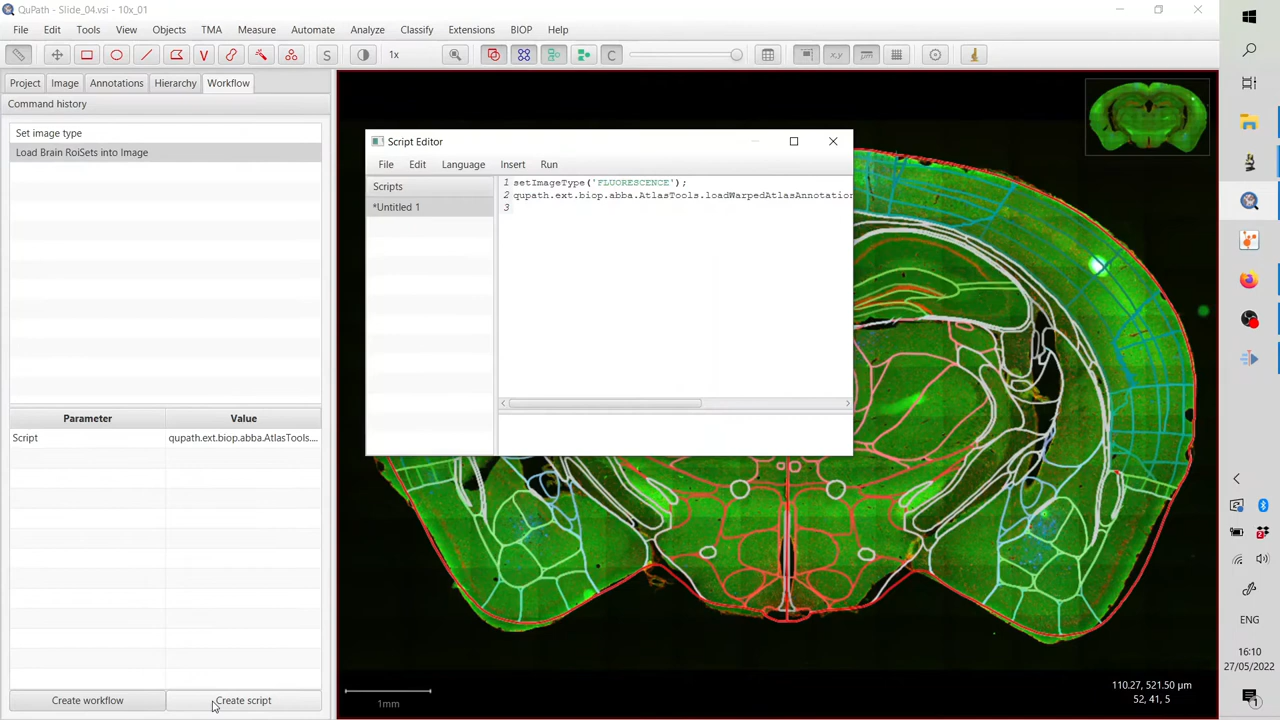 QuPath - Slide_04.vsi - 10x_01
File Edit Tools View Objects TMA Measure Automate Analyze Classify Extensions BIOP Help
V S 1x C x,y µm
Project Image Annotations Hierarchy Workflow
Command history
Set image type
Load Brain RoiSets into Image
Script Editor
File Edit Language Insert Run
Scripts
*Untitled 1
1 setImageType('FLUORESCENCE');
2 qupath.ext.biop.abba.AtlasTools.loadWarpedAtlasAnnotation
3
Parameter Value
Script qupath.ext.biop.abba.AtlasTools....
Create workflow Create script
1mm
110.27, 521.50 µm
52, 41, 5
ENG
16:10
27/05/2022
1